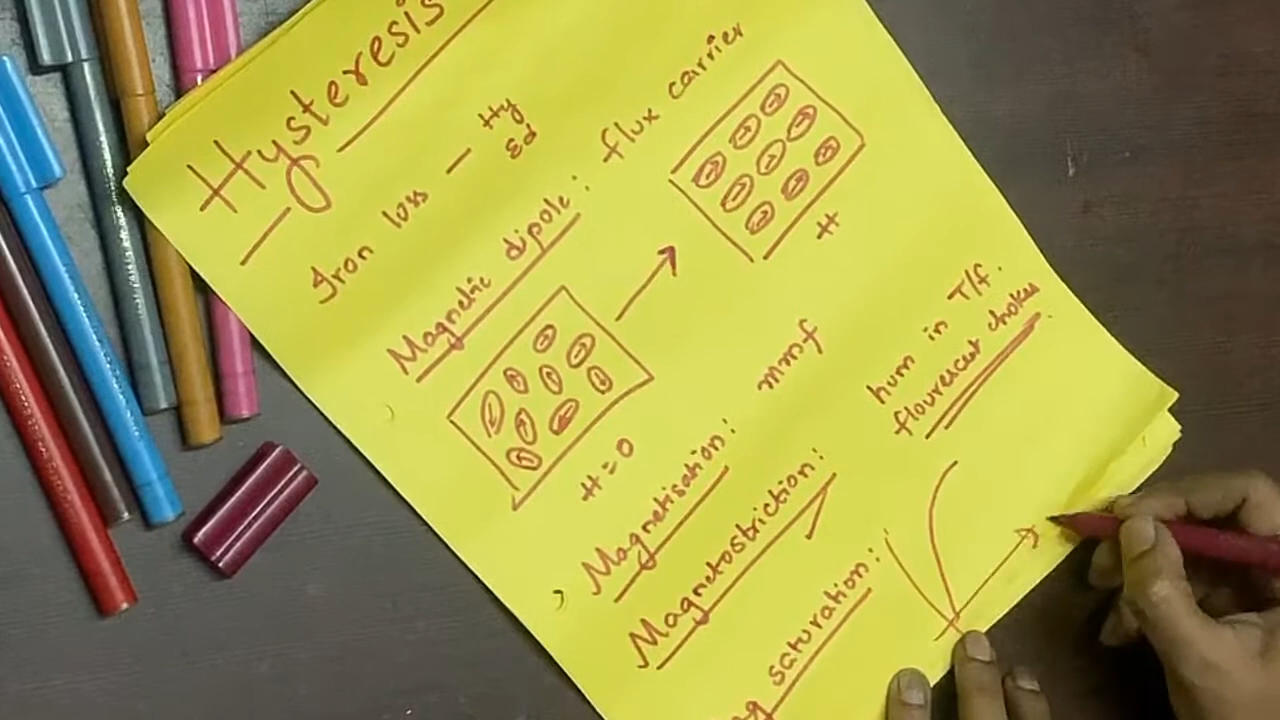 Hysteresis
Iron loss — Hy
Ed
Magnetic dipole: flux carrier
H = 0
H
Magnetisation: mmf
Magnetostriction: hum in T/f.
flourescent chokes.
saturation: